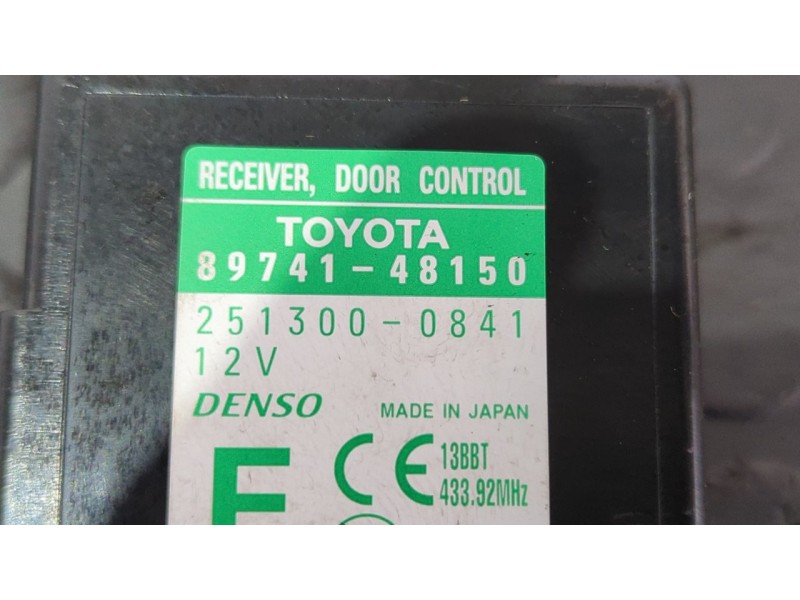 RECEIVER, DOOR CONTROL
TOYOTA
89741-48150
251300-0841
12V
DENSO MADE IN JAPAN
E CE 13BBT
433.92MHz